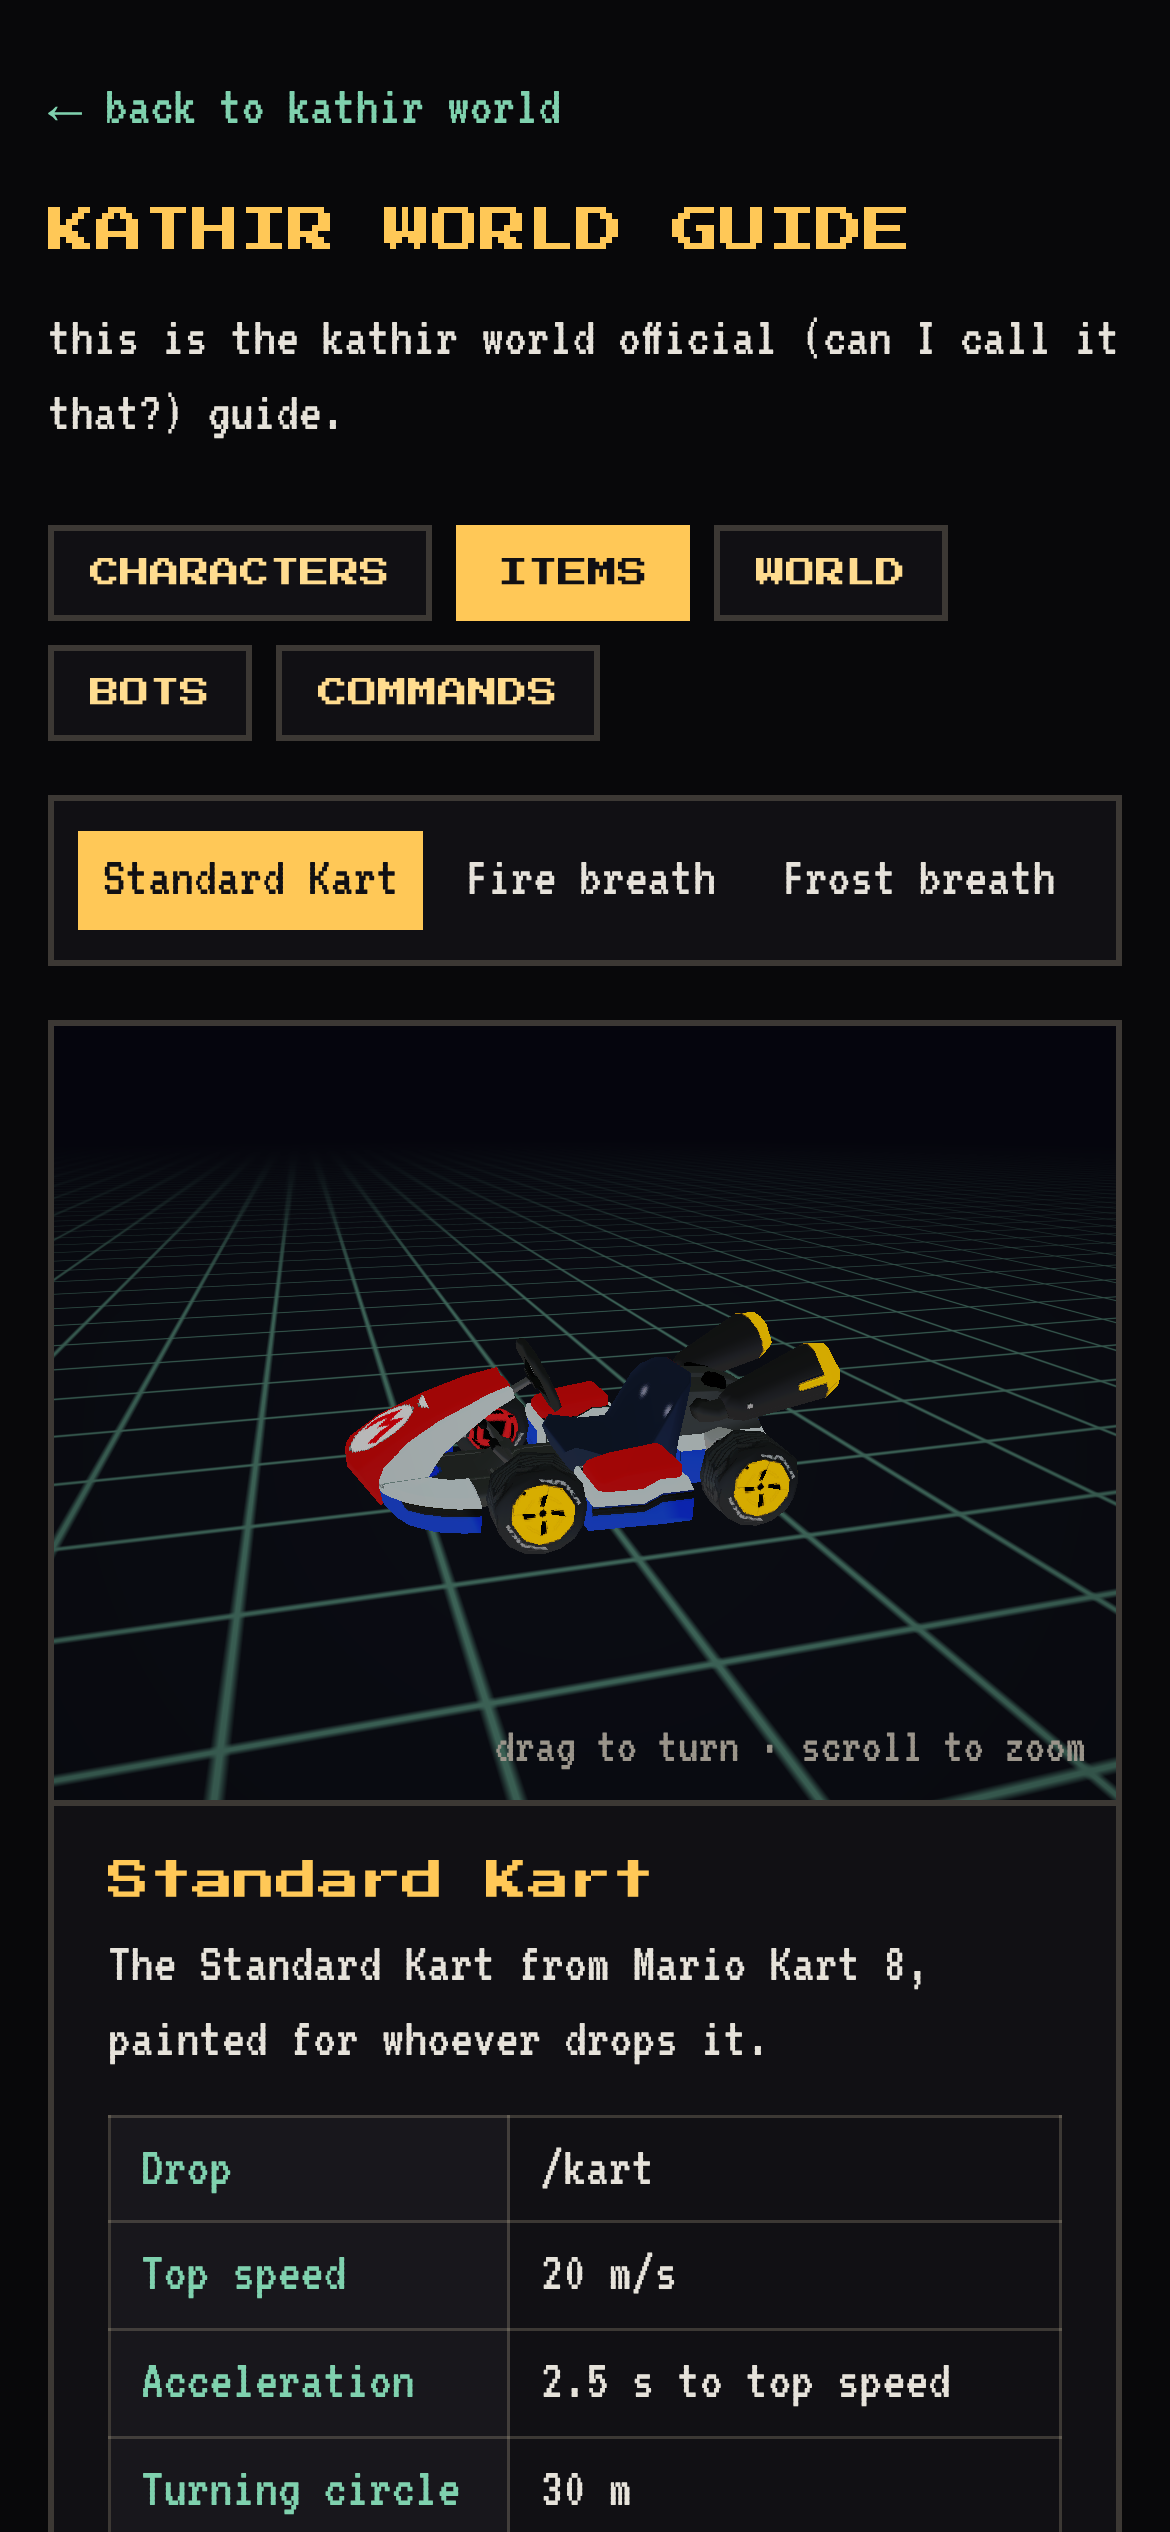 ← back to kathir world
KATHIR WORLD GUIDE
this is the kathir world official (can I call it
that?) guide.
CHARACTERS ITEMS WORLD
BOTS COMMANDS
Standard Kart Fire breath Frost breath
drag to turn · scroll to zoom
Standard Kart
The Standard Kart from Mario Kart 8,
painted for whoever drops it.
Drop /kart
Top speed 20 m/s
Acceleration 2.5 s to top speed
Turning circle 30 m